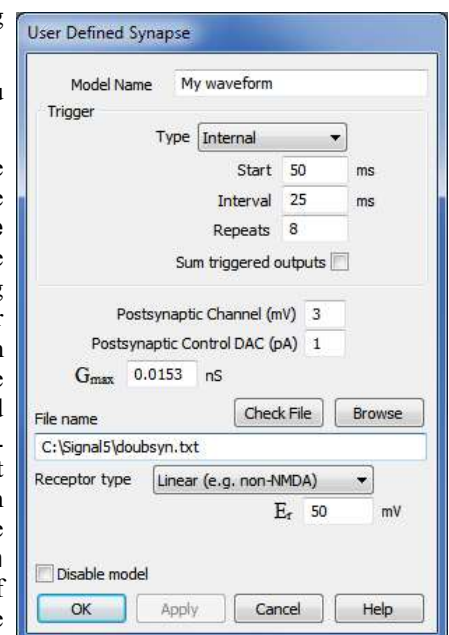 User Defined Synapse
Model Name My waveform
Trigger
Type Internal
Start 50 ms
Interval 25 ms
Repeats 8
Sum triggered outputs
Postsynaptic Channel (mV) 3
Postsynaptic Control DAC (pA) 1
Gmax 0.0153 nS
File name Check File Browse
C:\Signal5\doubsyn.txt
Receptor type Linear (e.g. non-NMDA)
Er 50 mV
Disable model
OK Apply Cancel Help